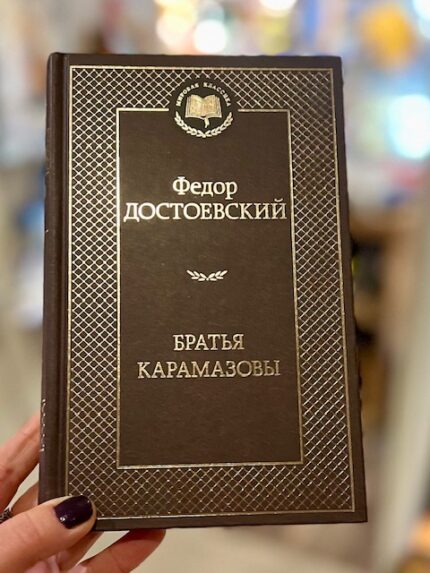 МИРОВАЯ КЛАССИКА
Федор
ДОСТОЕВСКИЙ
БРАТЬЯ
КАРАМАЗОВЫ